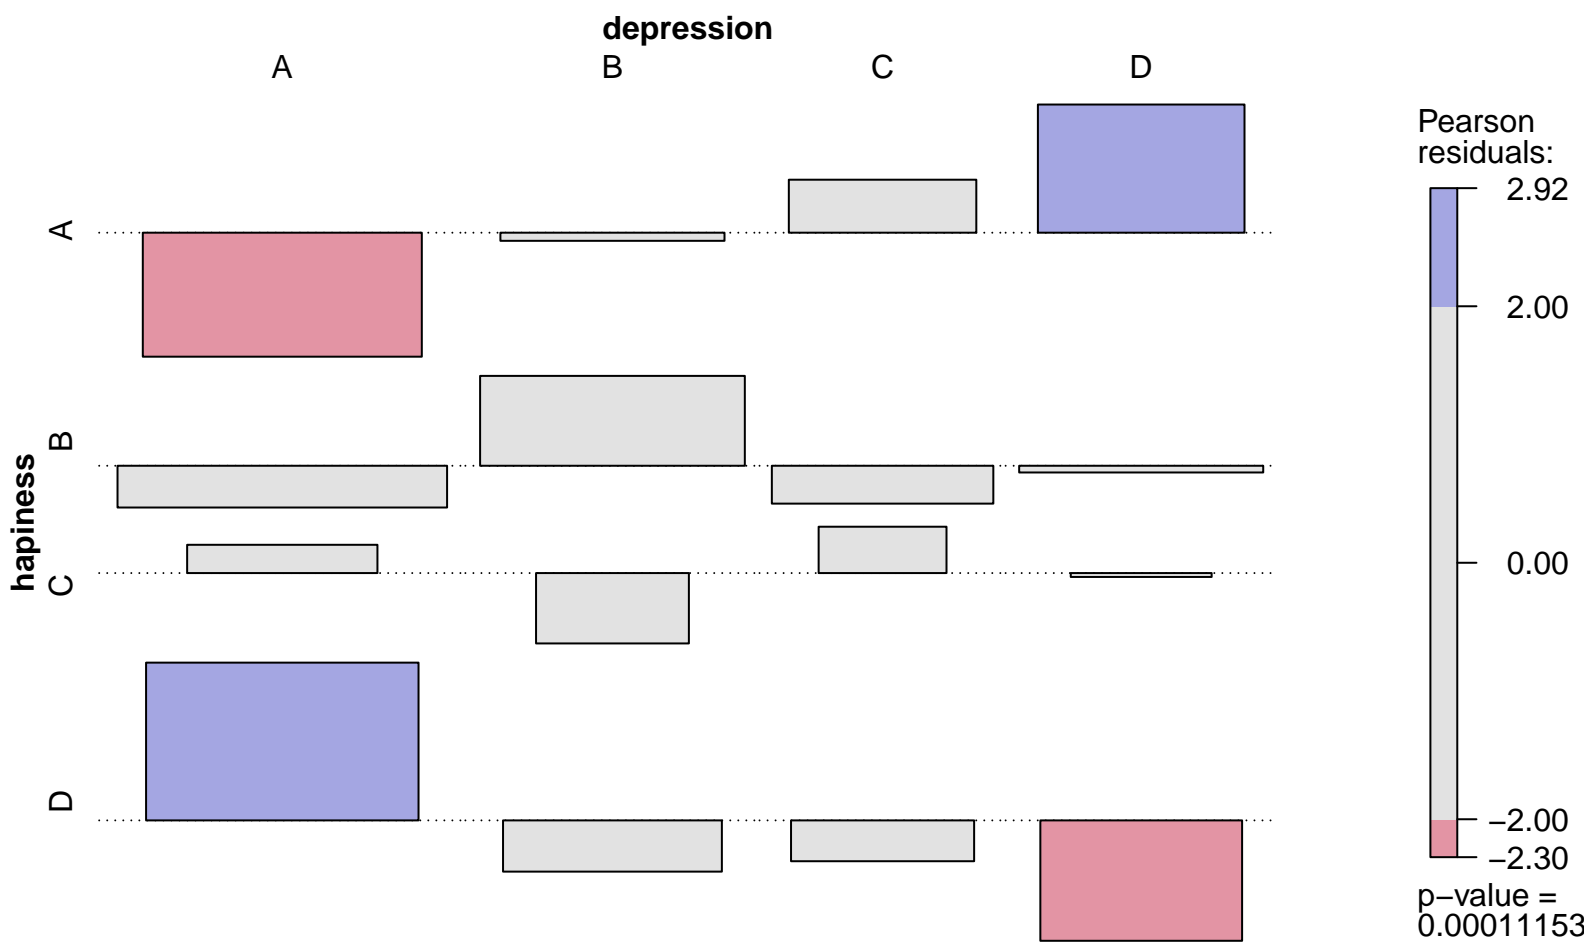 depression
A B C D
hapiness
A
B
C
D
Pearson
residuals:
2.92
2.00
0.00
−2.00
−2.30
p−value =
0.00011153